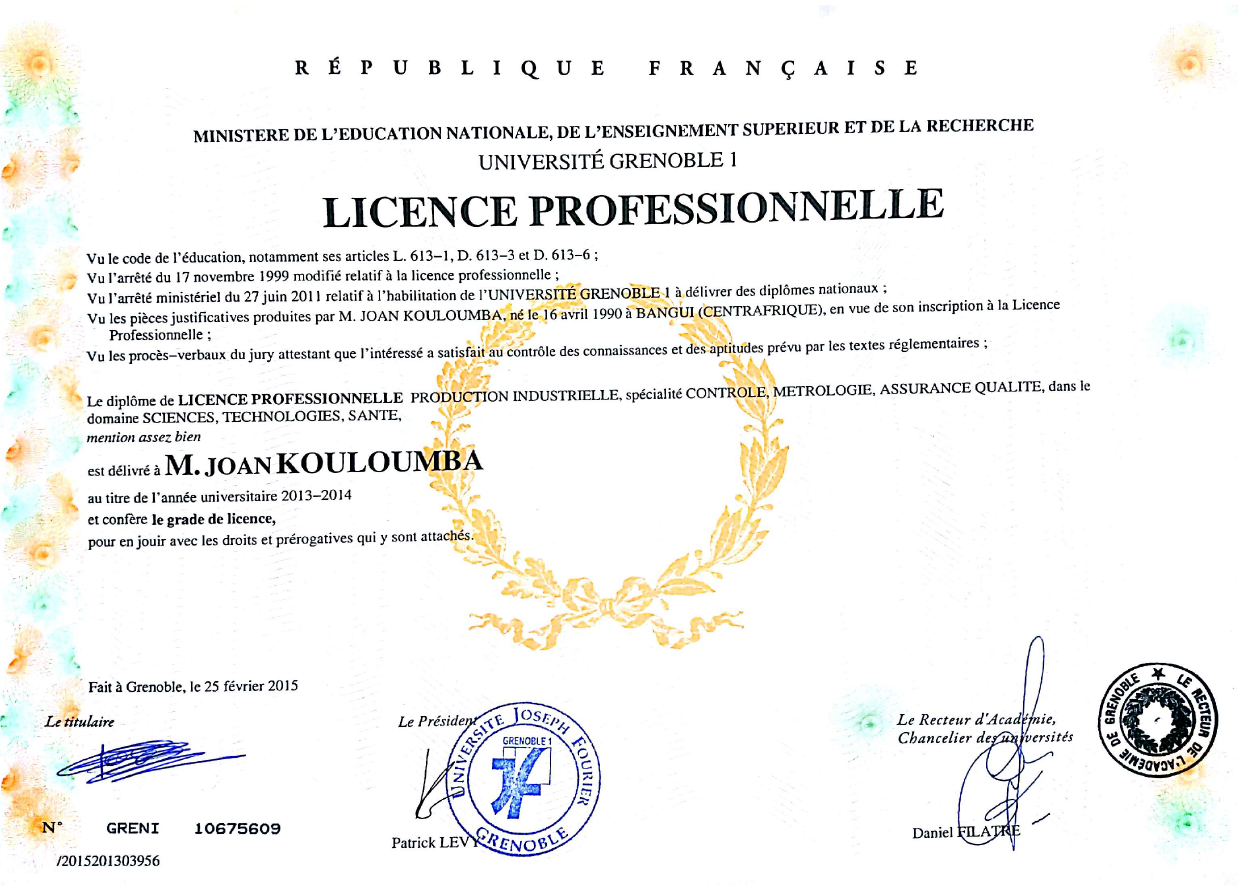 RÉPUBLIQUE FRANÇAISE
MINISTERE DE L'EDUCATION NATIONALE, DE L'ENSEIGNEMENT SUPERIEUR ET DE LA RECHERCHE
UNIVERSITÉ GRENOBLE 1
LICENCE PROFESSIONNELLE
Vu le code de l'éducation, notamment ses articles L. 613–1, D. 613–3 et D. 613–6 ;
Vu l'arrêté du 17 novembre 1999 modifié relatif à la licence professionnelle ;
Vu l'arrêté ministériel du 27 juin 2011 relatif à l'habilitation de l'UNIVERSITÉ GRENOBLE 1 à délivrer des diplômes nationaux ;
Vu les pièces justificatives produites par M. JOAN KOULOUMBA, né le 16 avril 1990 à BANGUI (CENTRAFRIQUE), en vue de son inscription à la Licence
Professionnelle ;
Vu les procès–verbaux du jury attestant que l'intéressé a satisfait au contrôle des connaissances et des aptitudes prévu par les textes réglementaires ;
Le diplôme de LICENCE PROFESSIONNELLE PRODUCTION INDUSTRIELLE, spécialité CONTROLE, METROLOGIE, ASSURANCE QUALITE, dans le
domaine SCIENCES, TECHNOLOGIES, SANTE,
mention assez bien
est délivré à M. JOAN KOULOUMBA
au titre de l'année universitaire 2013–2014
et confère le grade de licence,
pour en jouir avec les droits et prérogatives qui y sont attachés.
Fait à Grenoble, le 25 février 2015
Le titulaire
Le Président
UNIVERSITE JOSEPH FOURIER
GRENOBLE 1
GRENOBLE
Patrick LEVY
Le Recteur d'Académie,
Chancelier des universités
Daniel FILATRE
LE RECTEUR DE L'ACADÉMIE DE GRENOBLE
N° GRENI 10675609
/2015201303956